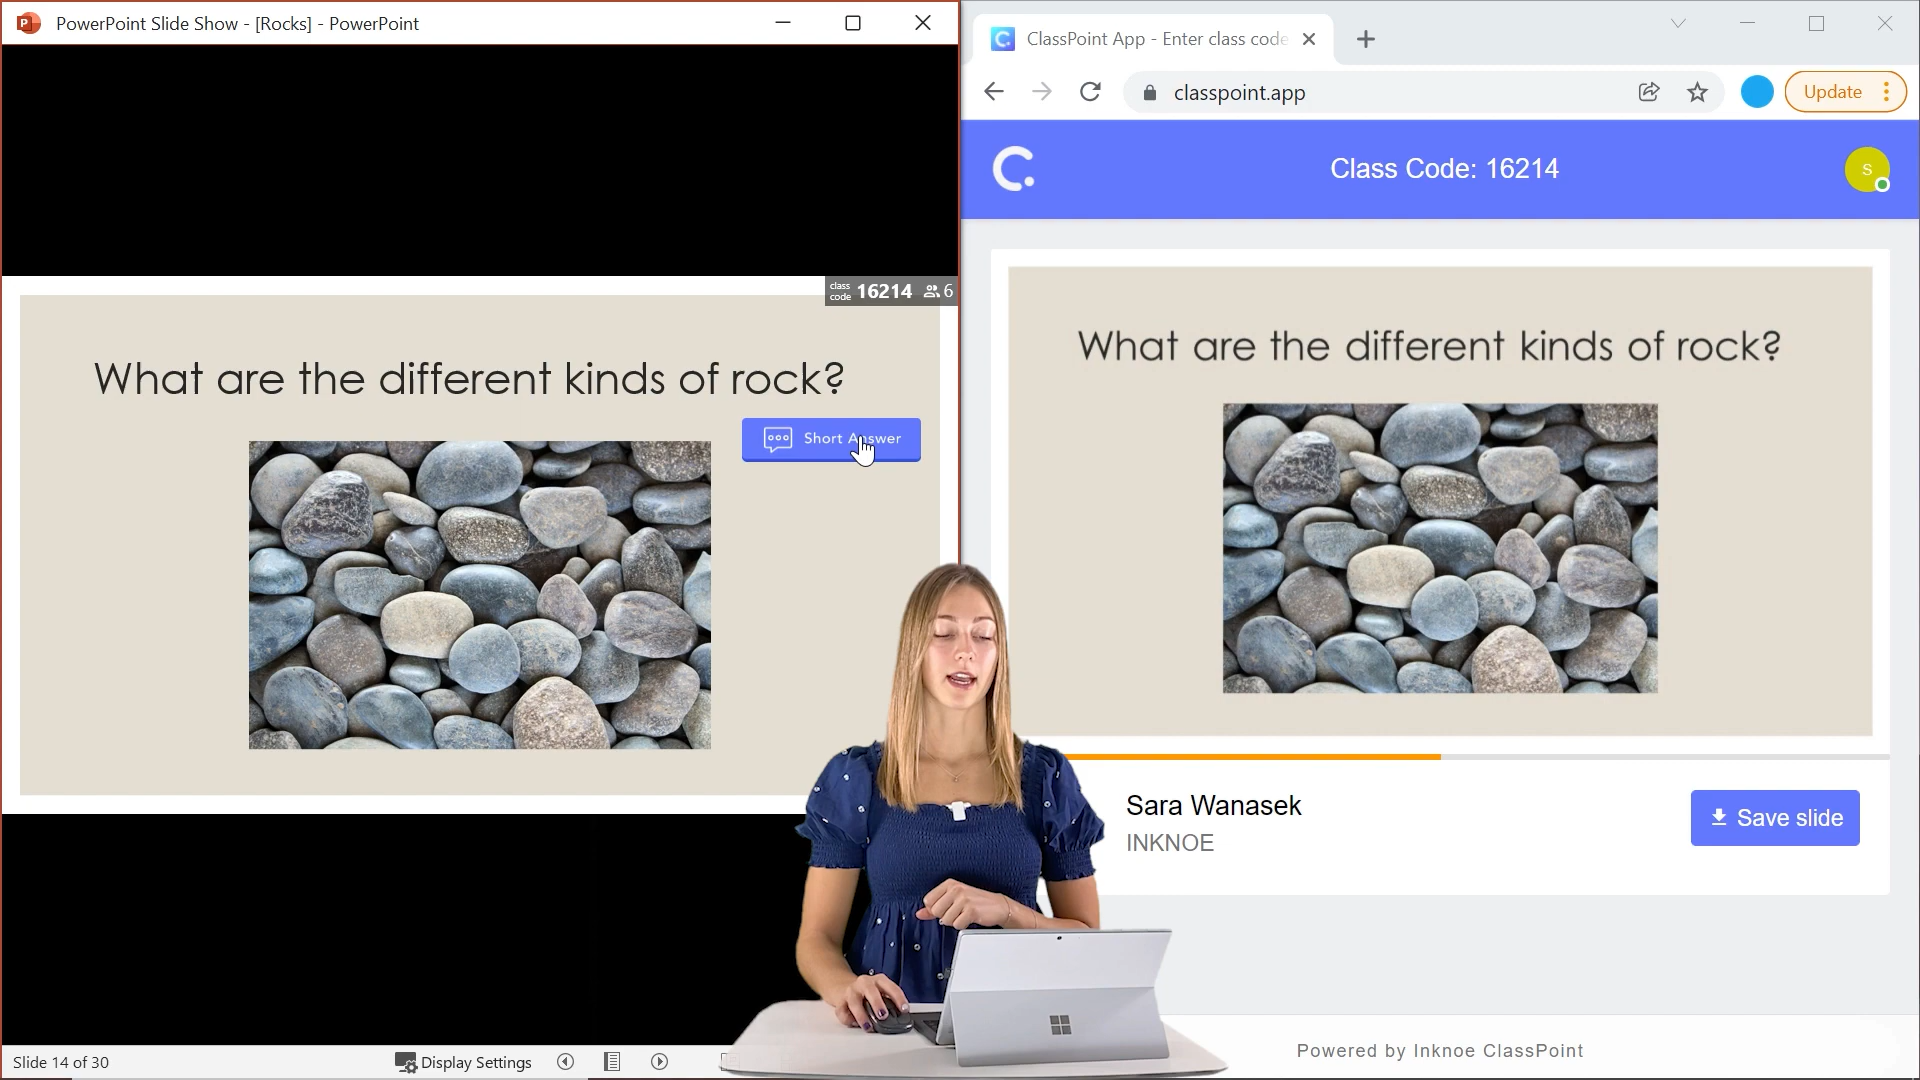 PowerPoint Slide Show - [Rocks] - PowerPoint
class code 16214 6
What are the different kinds of rock?
Short Answer
Slide 14 of 30
Display Settings
ClassPoint App - Enter class code
classpoint.app
Update
Class Code: 16214
S
What are the different kinds of rock?
Sara Wanasek
INKNOE
Save slide
Powered by Inknoe ClassPoint